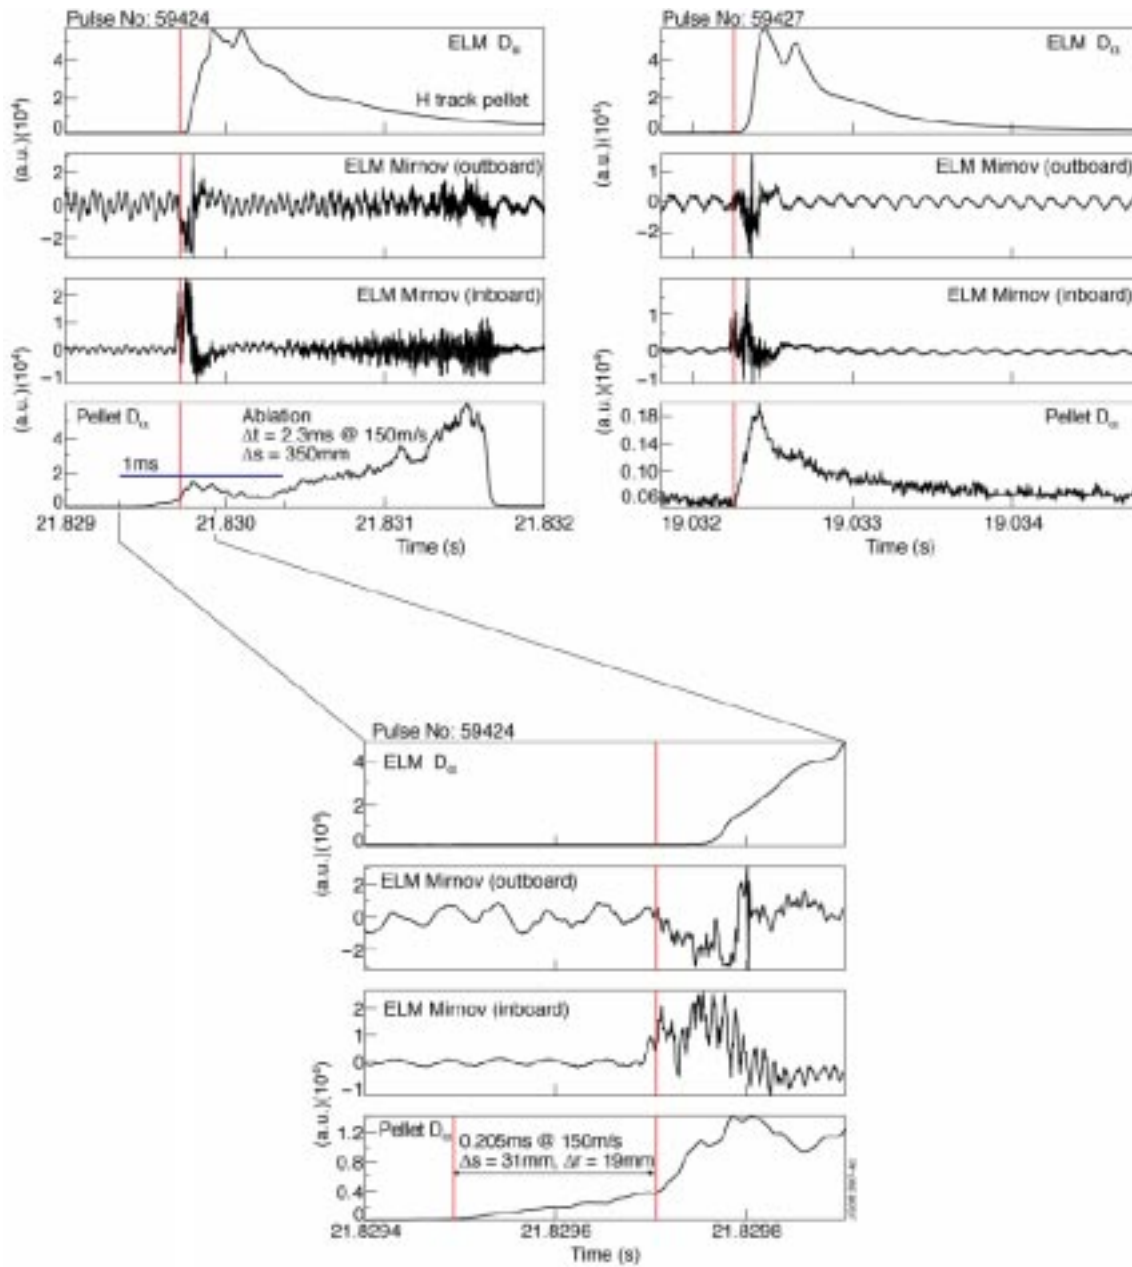 Pulse No: 59424
ELM Dα
H track pellet
4
2
0
(a.u.)(10⁴)
ELM Mirnov (outboard)
2
0
−2
ELM Mirnov (Inboard)
2
1
0
−1
(a.u.)(10⁴)
Pellet Dα
Ablation
Δt = 2.3ms @ 150m/s
Δs = 350mm
1ms
4
2
0
21.829
21.830
21.831
21.832
Time (s)
Pulse No: 59427
ELM Dα
4
2
0
(a.u.)(10⁴)
ELM Mirnov (outboard)
1
0
−2
ELM Mirnov (inboard)
1
0
−1
(a.u.)(10⁴)
Pellet Dα
0.18
0.14
0.10
0.06
19.032
19.033
19.034
Time (s)
Pulse No: 59424
ELM Dα
4
2
0
ELM Mirnov (outboard)
2
0
−2
ELM Mirnov (inboard)
2
1
0
−1
Pellet Dα
0.205ms @ 150m/s
Δs = 31mm, Δr = 19mm
1.2
0.8
0.4
0
21.8294
21.8296
21.8296
Time (s)